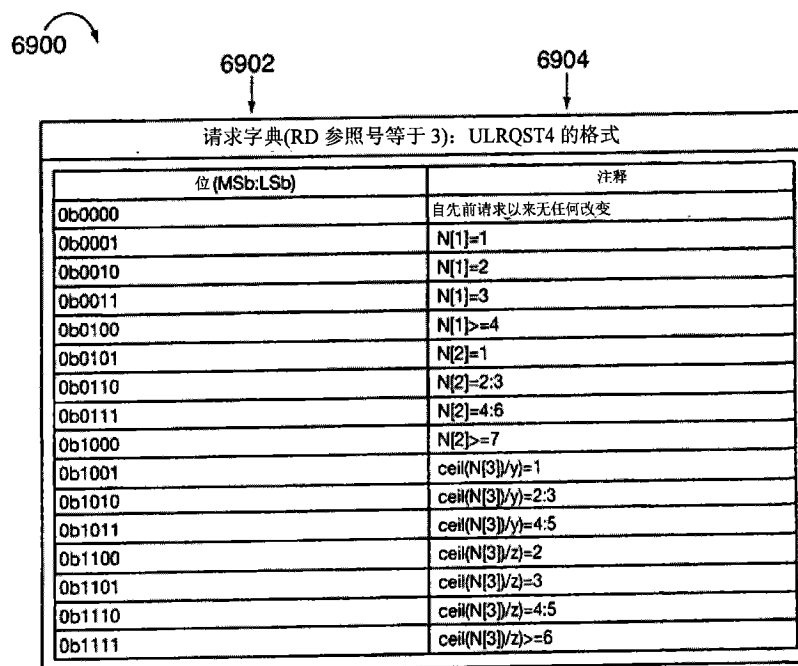 6900
6902 6904
请求字典(RD 参照号等于 3): ULRQST4 的格式
位 (MSb:LSb) 注释
0b0000 自先前请求以来无任何改变
0b0001 N[1]=1
0b0010 N[1]=2
0b0011 N[1]=3
0b0100 N[1]>=4
0b0101 N[2]=1
0b0110 N[2]=2:3
0b0111 N[2]=4:6
0b1000 N[2]>=7
0b1001 ceil(N[3])/y)=1
0b1010 ceil(N[3])/y)=2:3
0b1011 ceil(N[3])/y)=4:5
0b1100 ceil(N[3])/z)=2
0b1101 ceil(N[3])/z)=3
0b1110 ceil(N[3])/z)=4:5
0b1111 ceil(N[3])/z)>=6